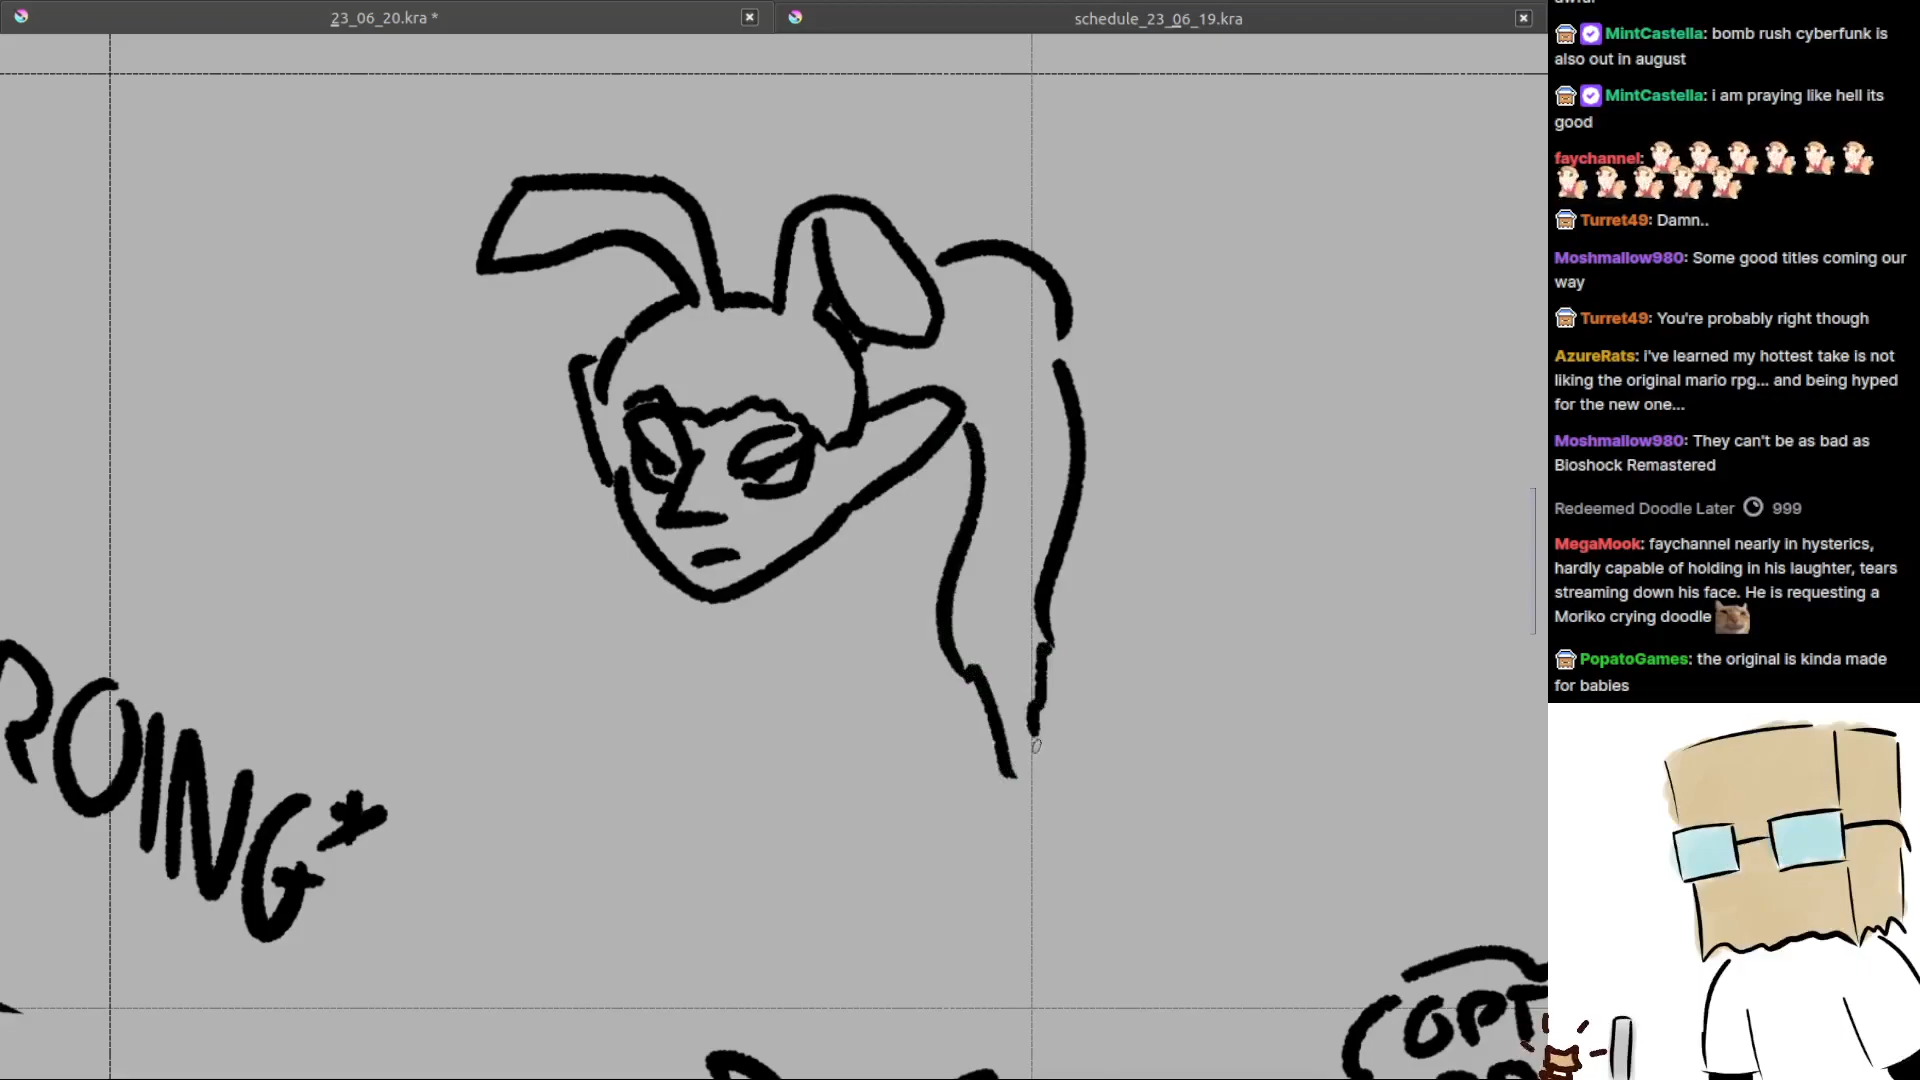 23_06_20.kra *
schedule_23_06_19.kra
MintCastella: bomb rush cyberfunk is
also out in august
MintCastella: i am praying like hell its
good
faychannel:
Turret49: Damn..
Moshmallow980: Some good titles coming our
way
Turret49: You're probably right though
AzureRats: i've learned my hottest take is not
liking the original mario rpg... and being hyped
for the new one...
Moshmallow980: They can't be as bad as
Bioshock Remastered
Redeemed Doodle Later 999
MegaMook: faychannel nearly in hysterics,
hardly capable of holding in his laughter, tears
streaming down his face. He is requesting a
Moriko crying doodle
PopatoGames: the original is kinda made
for babies
ROING*
COPT